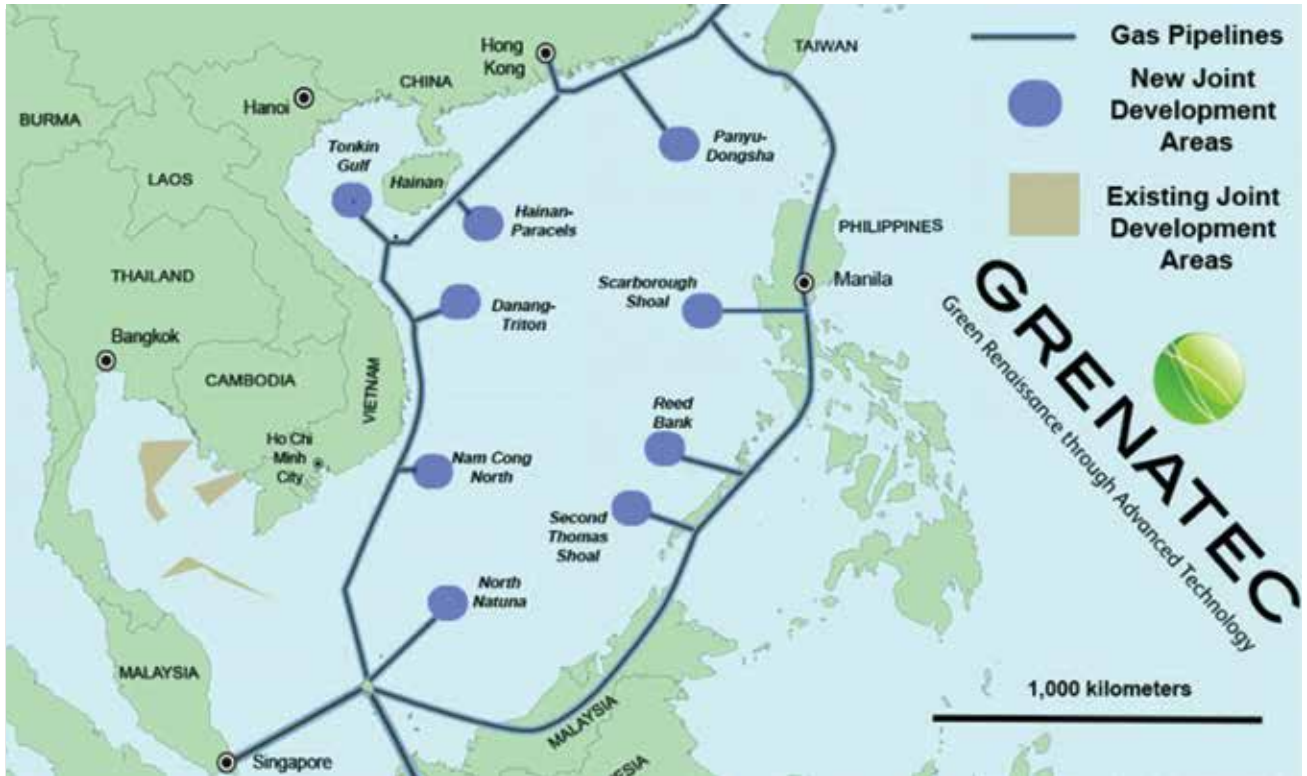 Hong
Kong
CHINA
TAIWAN
Gas Pipelines
New Joint
Development
Areas
Existing Joint
Development
Areas
BURMA
Hanoi
Tonkin
Gulf
Hainan
Panyu-
Dongsha
LAOS
Hainan-
Paracels
PHILIPPINES
THAILAND
Scarborough
Shoal
Manila
Danang-
Triton
Bangkok
CAMBODIA
VIETNAM
Ho Chi
Minh
City
Reed
Bank
Nam Cong
North
Second
Thomas
Shoal
North
Natuna
MALAYSIA
MALAYSIA
Singapore
ESIA
GRENATEC
Green Renaissance through Advanced Technology
1,000 kilometers